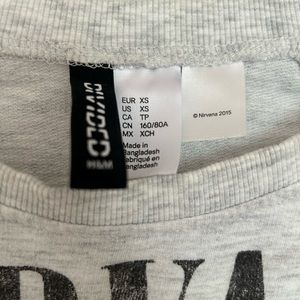 DIVIDED
H&M
EUR XS
US XS
CA TP
CN 160/80A
MX XCH
Made in
Bangladesh
Fabriqué en
Bangladesh
© Nirvana 2015